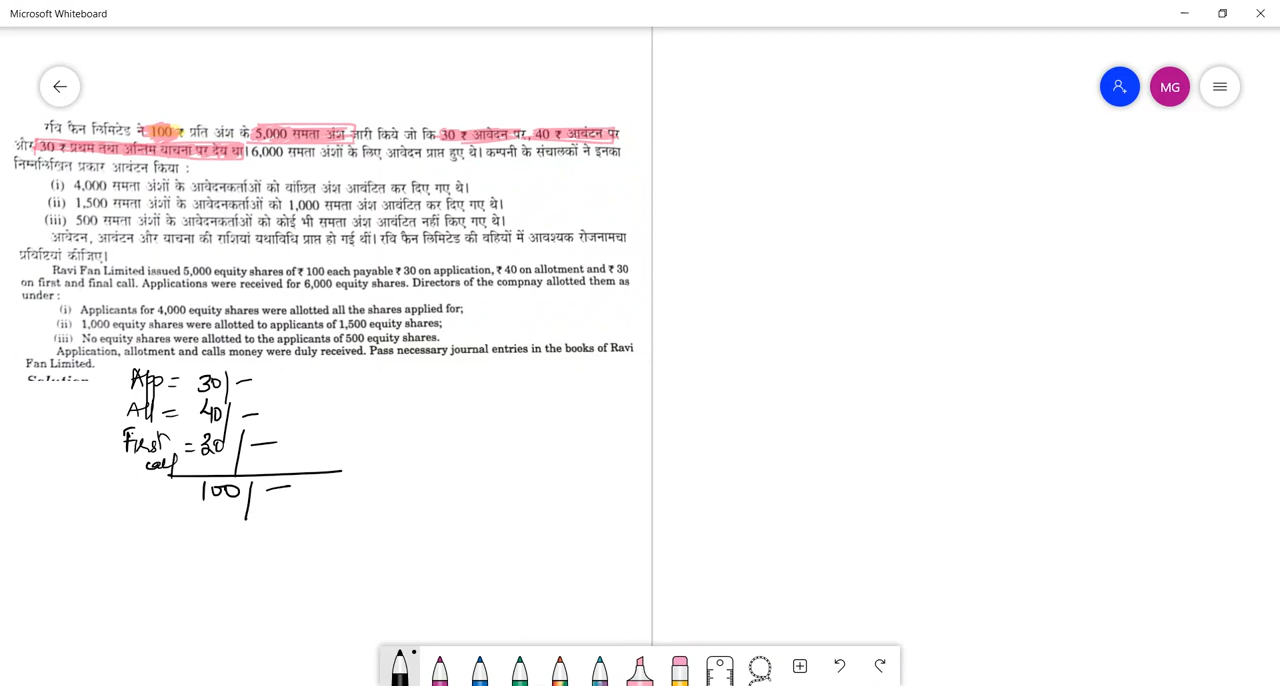 Microsoft Whiteboard
MG
रवि फैन लिमिटेड ने 100 ₹ प्रति अंश के 5,000 समता अंश जारी किये जो कि 30 ₹ आवेदन पर, 40 ₹ आवंटन पर
और 30 ₹ प्रथम तथा अन्तिम याचना पर देय था। 6,000 समता अंशों के लिए आवेदन प्राप्त हुए थे। कम्पनी के संचालकों ने इनका
निम्नलिखित प्रकार आवंटन किया :
(i) 4,000 समता अंशों के आवेदनकर्ताओं को वांछित अंश आवंटित कर दिए गए थे।
(ii) 1,500 समता अंशों के आवेदनकर्ताओं को 1,000 समता अंश आवंटित कर दिए गए थे।
(iii) 500 समता अंशों के आवेदनकर्ताओं को कोई भी समता अंश आवंटित नहीं किए गए थे।
आवेदन, आवंटन और याचना की राशियां यथाविधि प्राप्त हो गई थीं। रवि फैन लिमिटेड की बहियों में आवश्यक रोजनामचा
प्रविष्टियां कीजिए।
Ravi Fan Limited issued 5,000 equity shares of ₹ 100 each payable ₹ 30 on application, ₹ 40 on allotment and ₹ 30
on first and final call. Applications were received for 6,000 equity shares. Directors of the compnay allotted them as
under :
(i) Applicants for 4,000 equity shares were allotted all the shares applied for;
(ii) 1,000 equity shares were allotted to applicants of 1,500 equity shares;
(iii) No equity shares were allotted to the applicants of 500 equity shares.
Application, allotment and calls money were duly received. Pass necessary journal entries in the books of Ravi
Fan Limited.
Solution
App = 30/-
All = 40/-
First call = 30/-
100/-